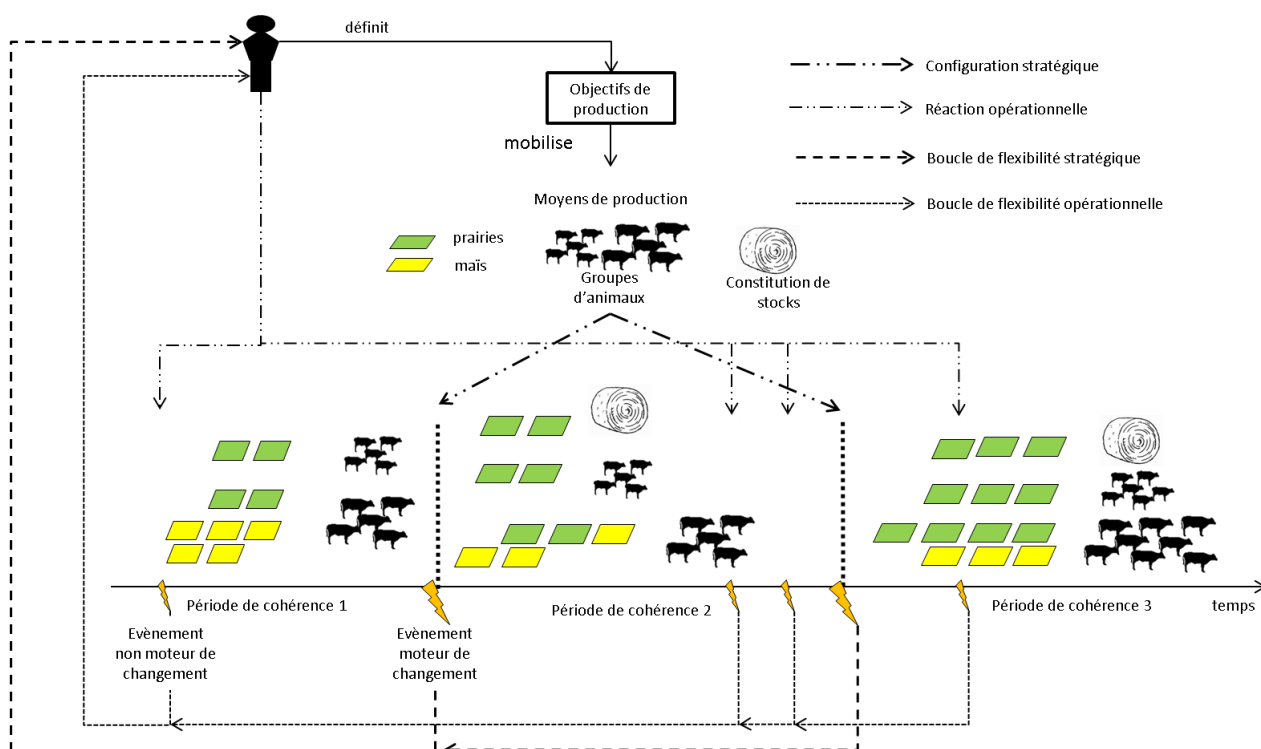 définit
Configuration stratégique
Objectifs de
production
Réaction opérationnelle
mobilise
Boucle de flexibilité stratégique
Moyens de production
Boucle de flexibilité opérationnelle
prairies
maïs
Groupes
d’animaux
Constitution de
stocks
Période de cohérence 1
Période de cohérence 2
Période de cohérence 3
temps
Evènement
non moteur de
changement
Evènement
moteur de
changement